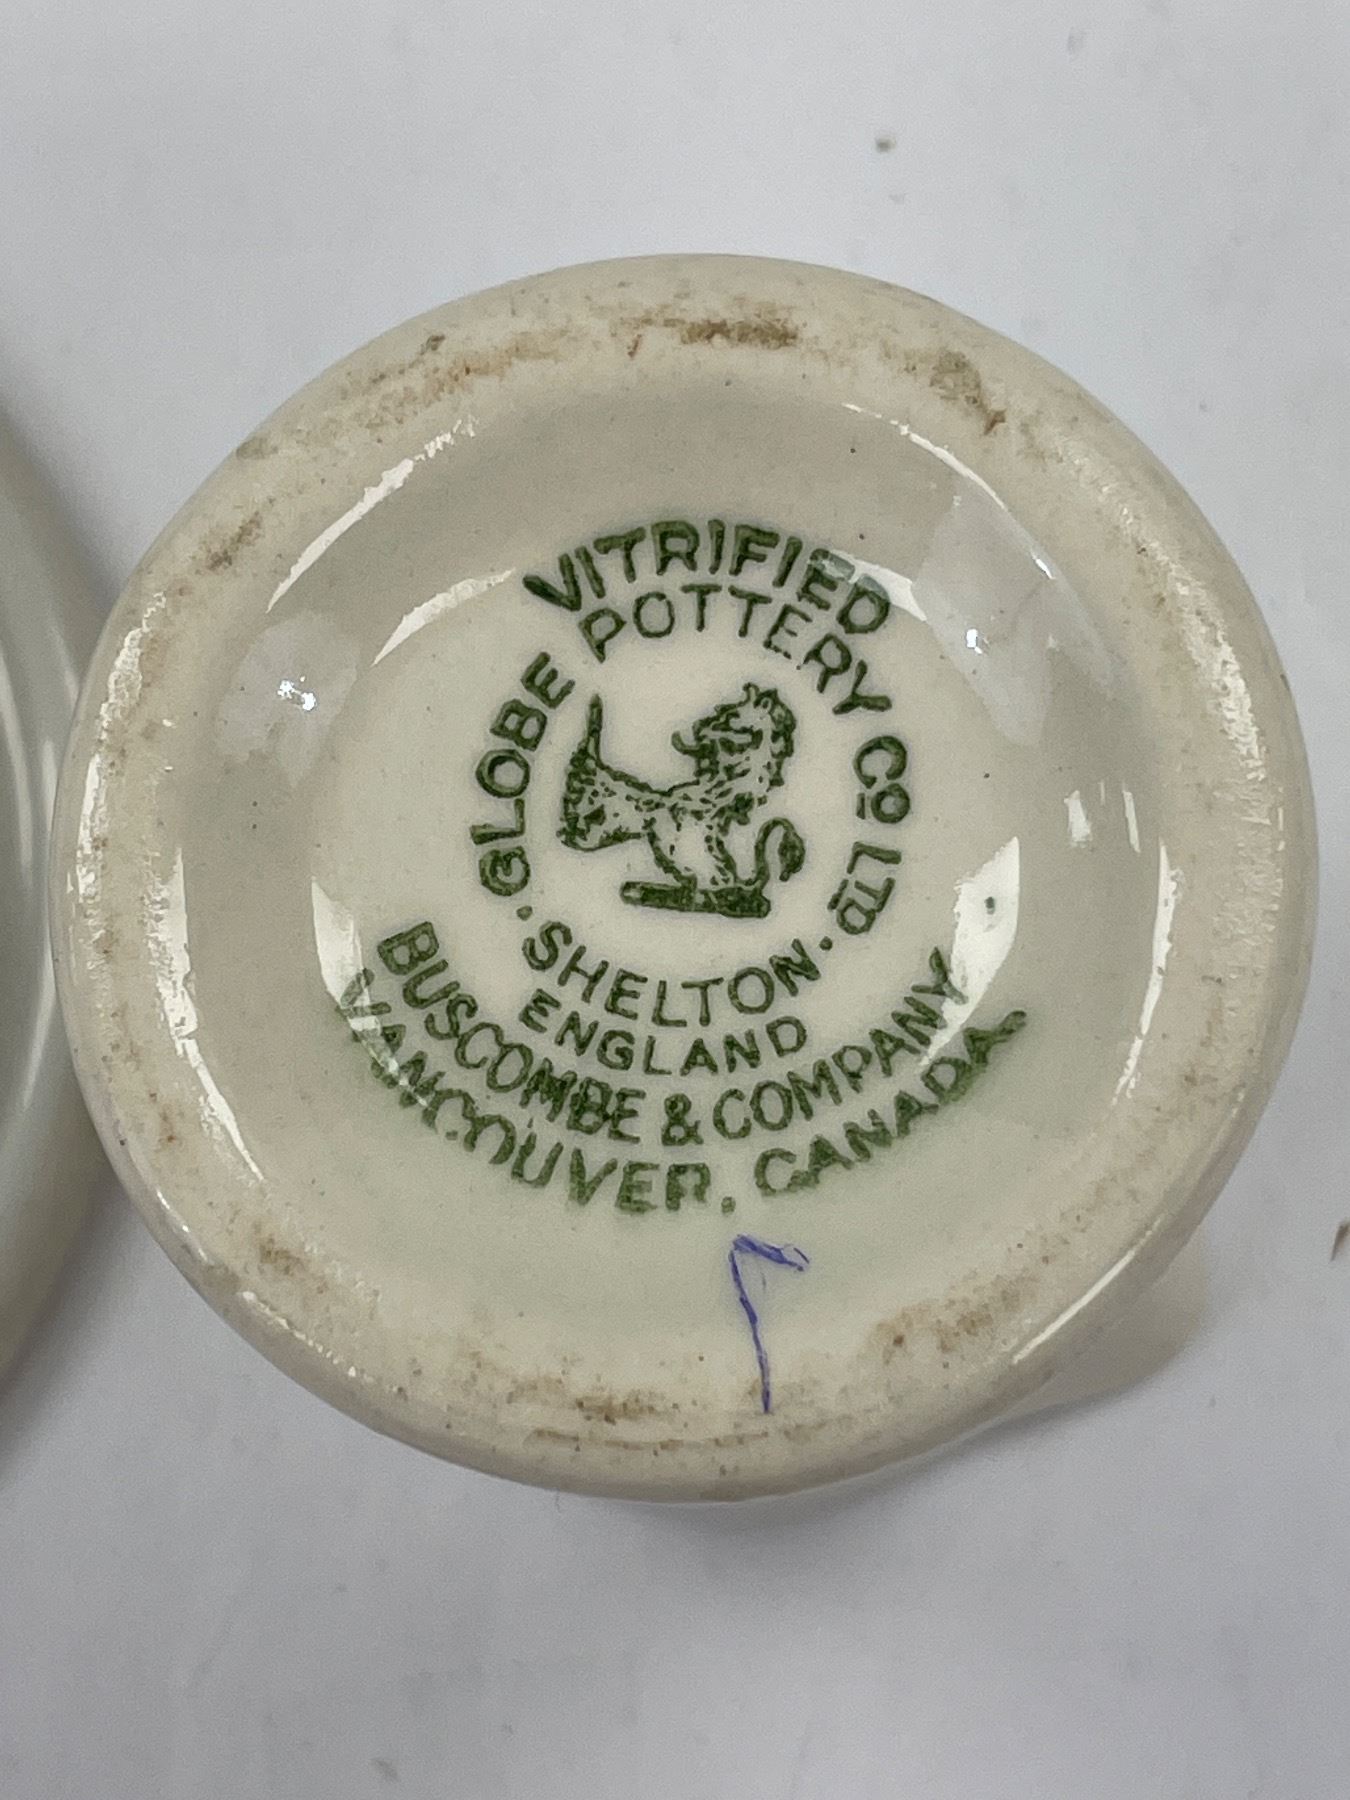 VITRIFIED
GLOBE POTTERY Cº LTD
· SHELTON ·
ENGLAND
BUSCOMBE & COMPANY
VANCOUVER, CANADA